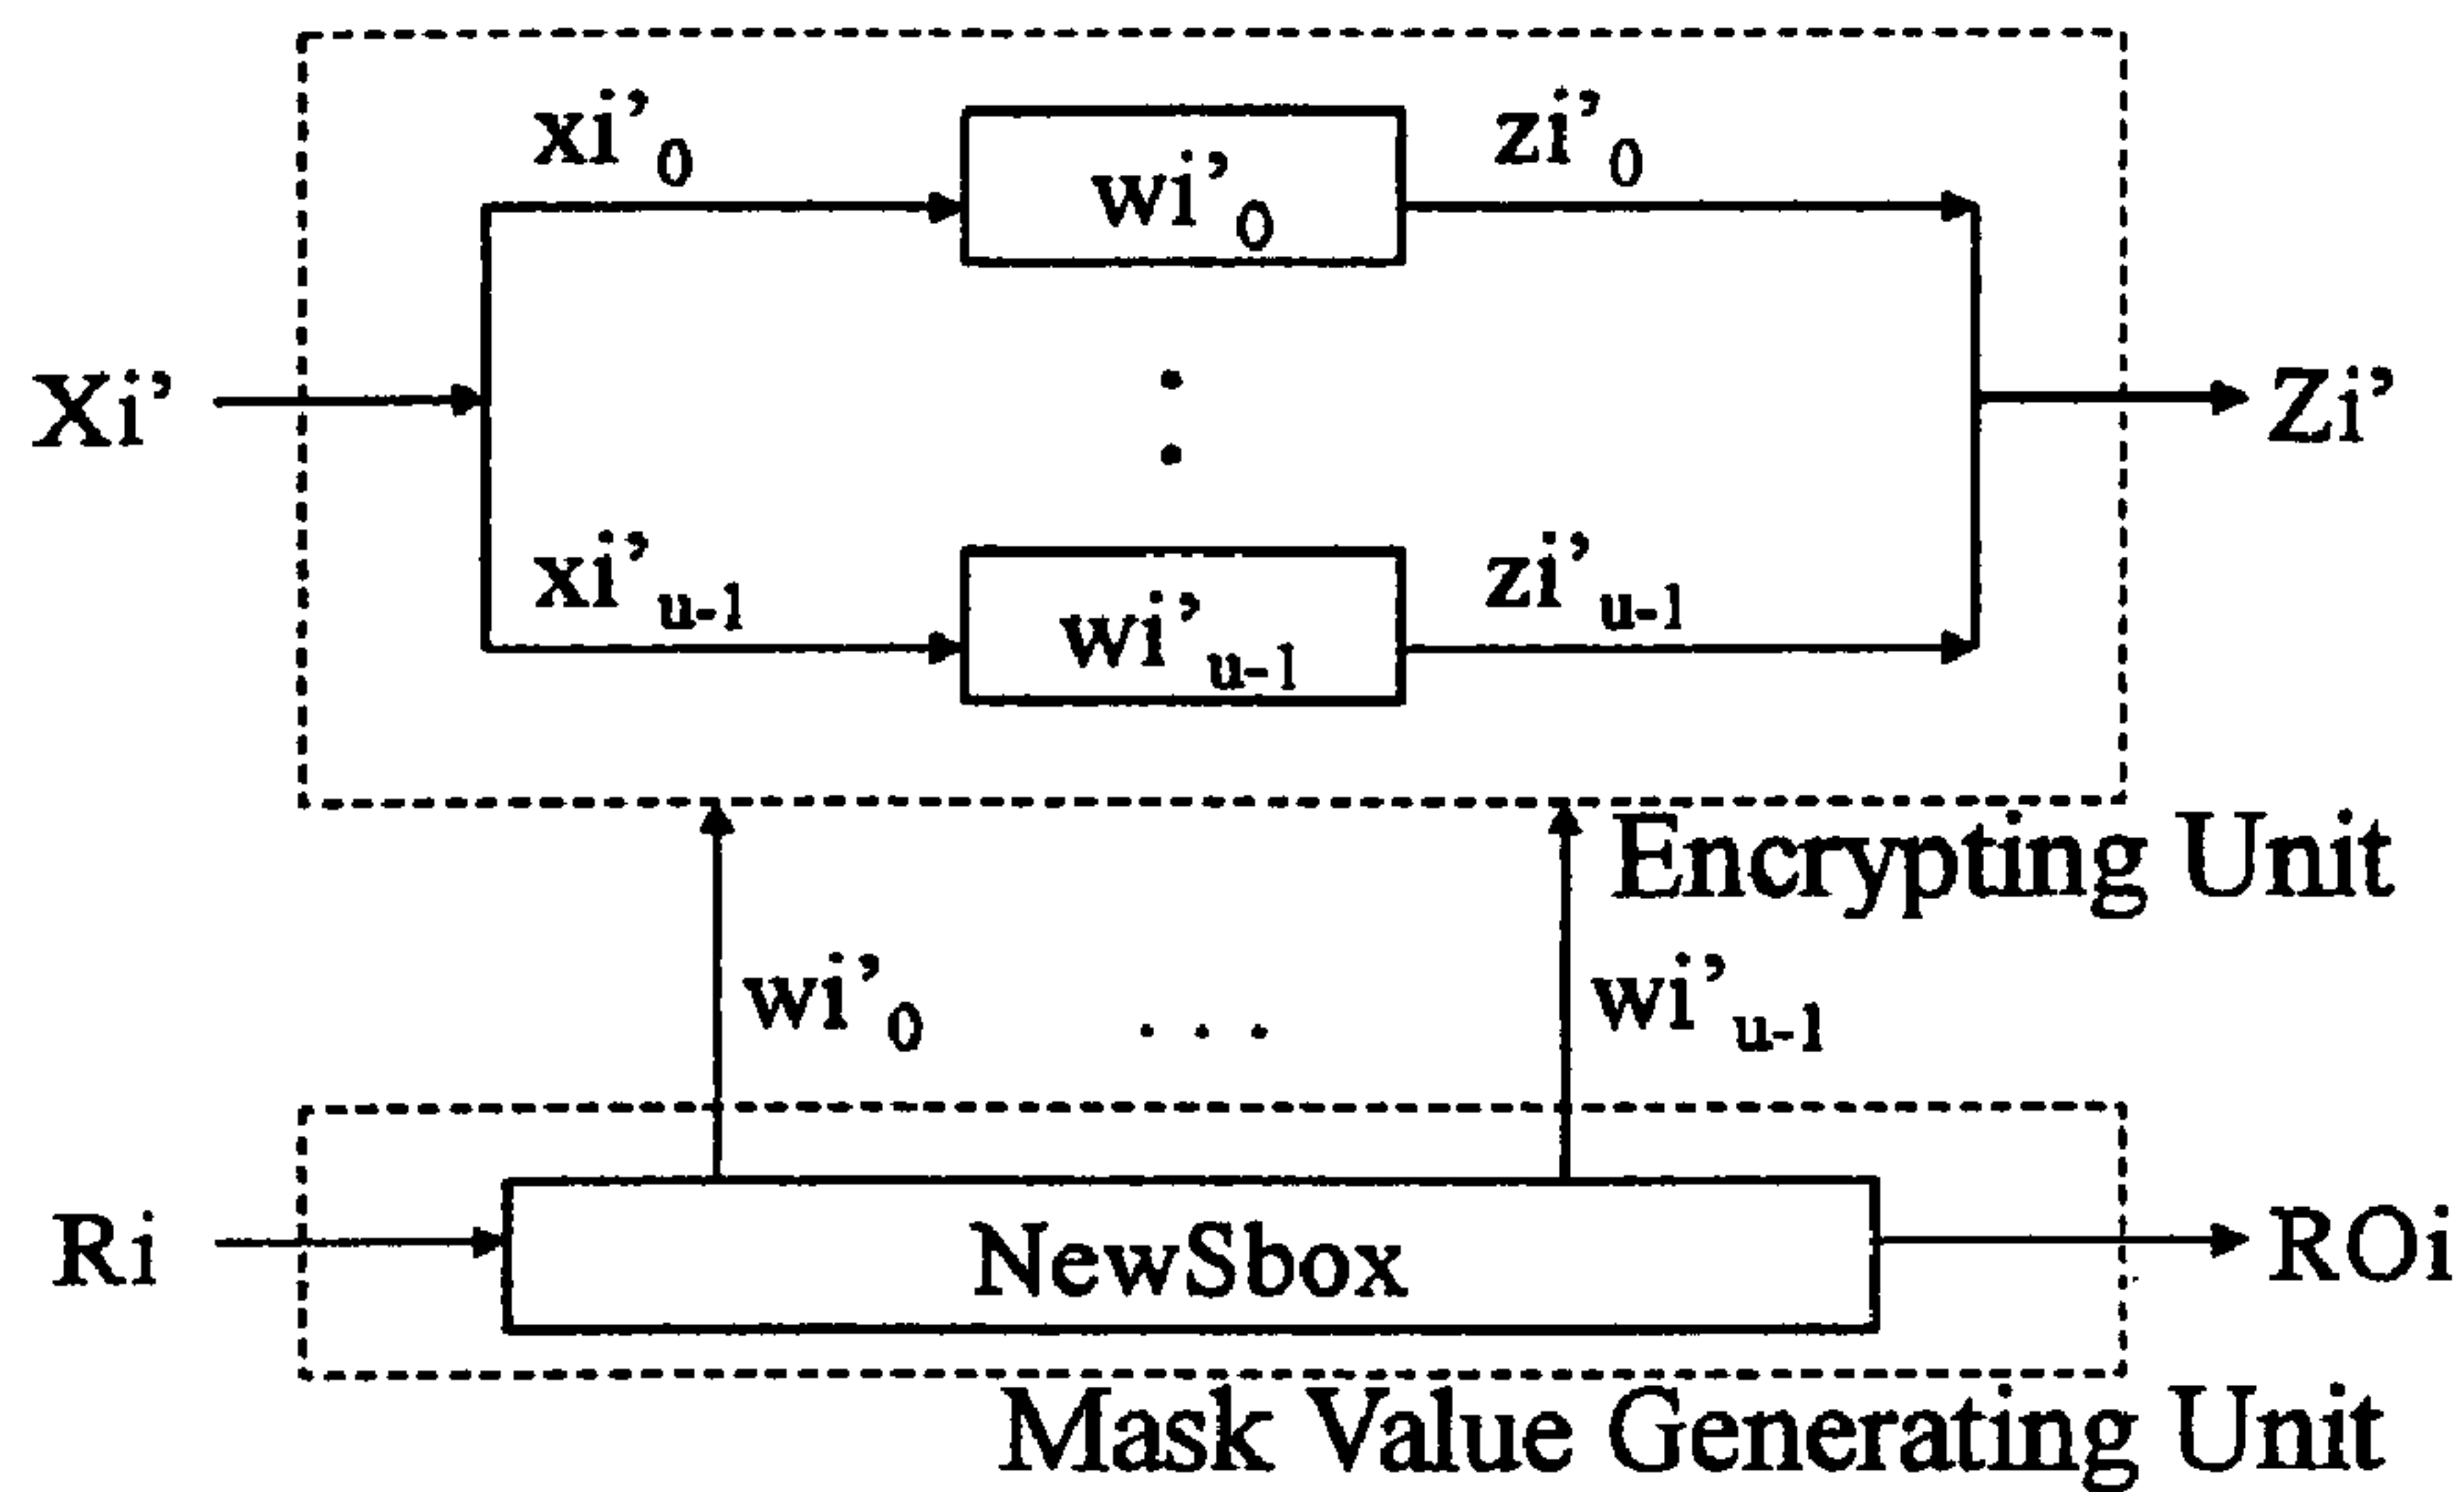 xi’0
wi’0
zi’0
Xi’
Zi’
xi’u-1
wi’u-1
zi’u-1
Encrypting Unit
wi’0
. . .
wi’u-1
Ri
NewSbox
ROi
Mask Value Generating Unit